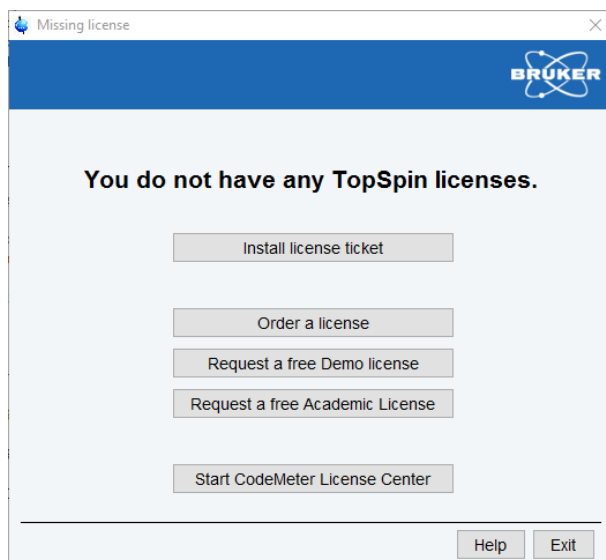 Missing license
BRUKER
You do not have any TopSpin licenses.
Install license ticket
Order a license
Request a free Demo license
Request a free Academic License
Start CodeMeter License Center
Help Exit